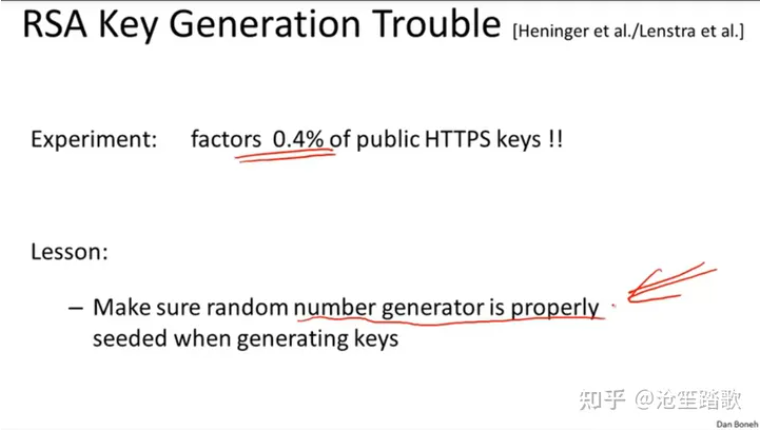 RSA Key Generation Trouble [Heninger et al./Lenstra et al.]
Experiment: factors 0.4% of public HTTPS keys !!
Lesson:
– Make sure random number generator is properly
seeded when generating keys
知乎 @沧笙踏歌
Dan Boneh